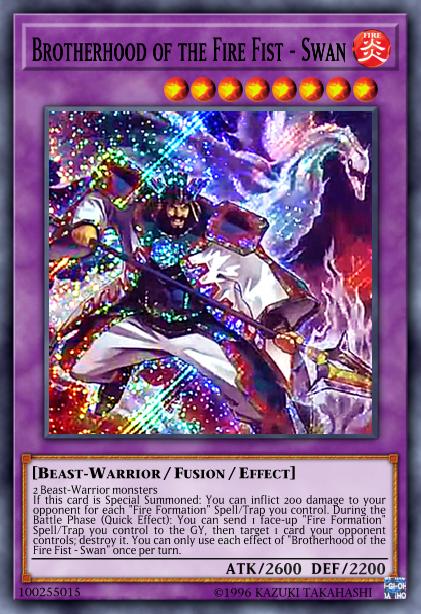 BROTHERHOOD OF THE FIRE FIST - SWAN
FIRE
炎
[BEAST-WARRIOR / FUSION / EFFECT]
2 Beast-Warrior monsters
If this card is Special Summoned: You can inflict 200 damage to your
opponent for each "Fire Formation" Spell/Trap you control. During the
Battle Phase (Quick Effect): You can send 1 face-up "Fire Formation"
Spell/Trap you control to the GY, then target 1 card your opponent
controls; destroy it. You can only use each effect of "Brotherhood of the
Fire Fist - Swan" once per turn.
ATK/2600 DEF/2200
100255015
©1996 KAZUKI TAKAHASHI